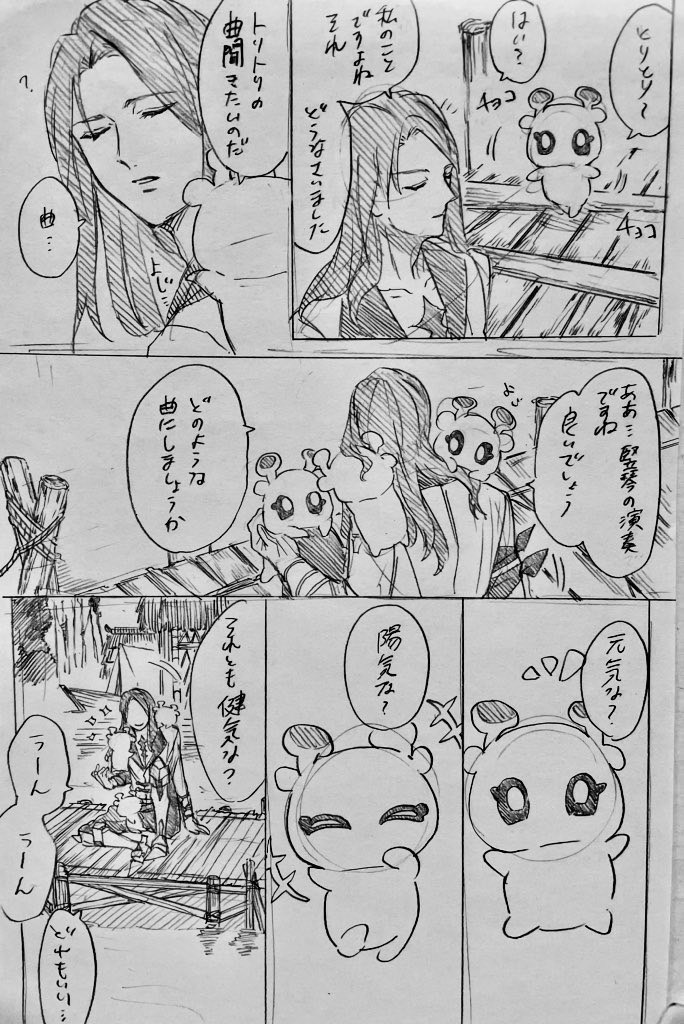 とりとり〜
はい?
チョコ
チョコ
私のこと
ですよね
それ
どうなさいました
トリトリの
曲聞
きたいのだ
?
曲…
よじ
ああ…竪琴の演奏
ですね
良いでしょう
よじ
どのような
曲にしましょうか
元気な?
陽気な?
それとも健気な?
うーん
うーん
どれもいい…